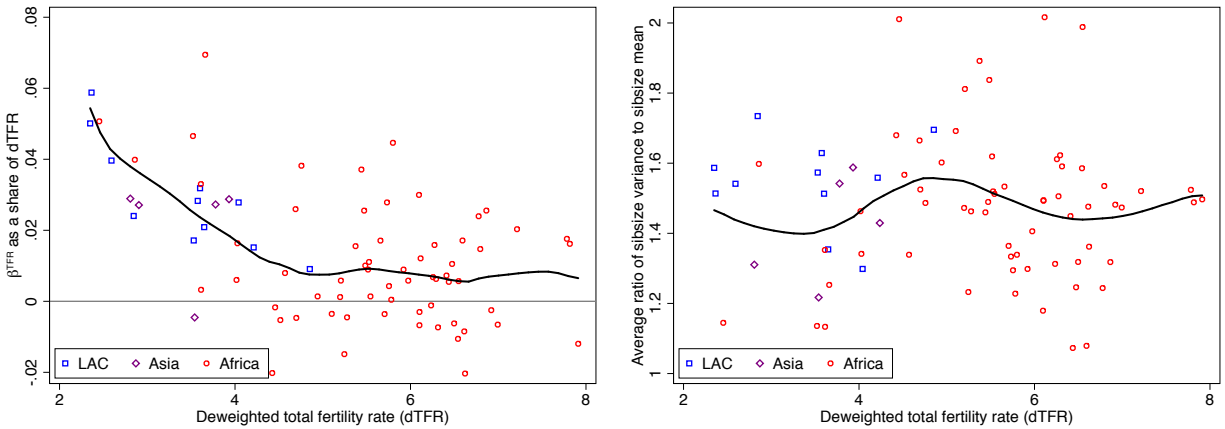 .08
.06
.04
.02
0
-.02
β^TFR as a share of dTFR
LAC Asia Africa
2 4 6 8
Deweighted total fertility rate (dTFR)
2
1.8
1.6
1.4
1.2
1
Average ratio of sibsize variance to sibsize mean
LAC Asia Africa
2 4 6 8
Deweighted total fertility rate (dTFR)